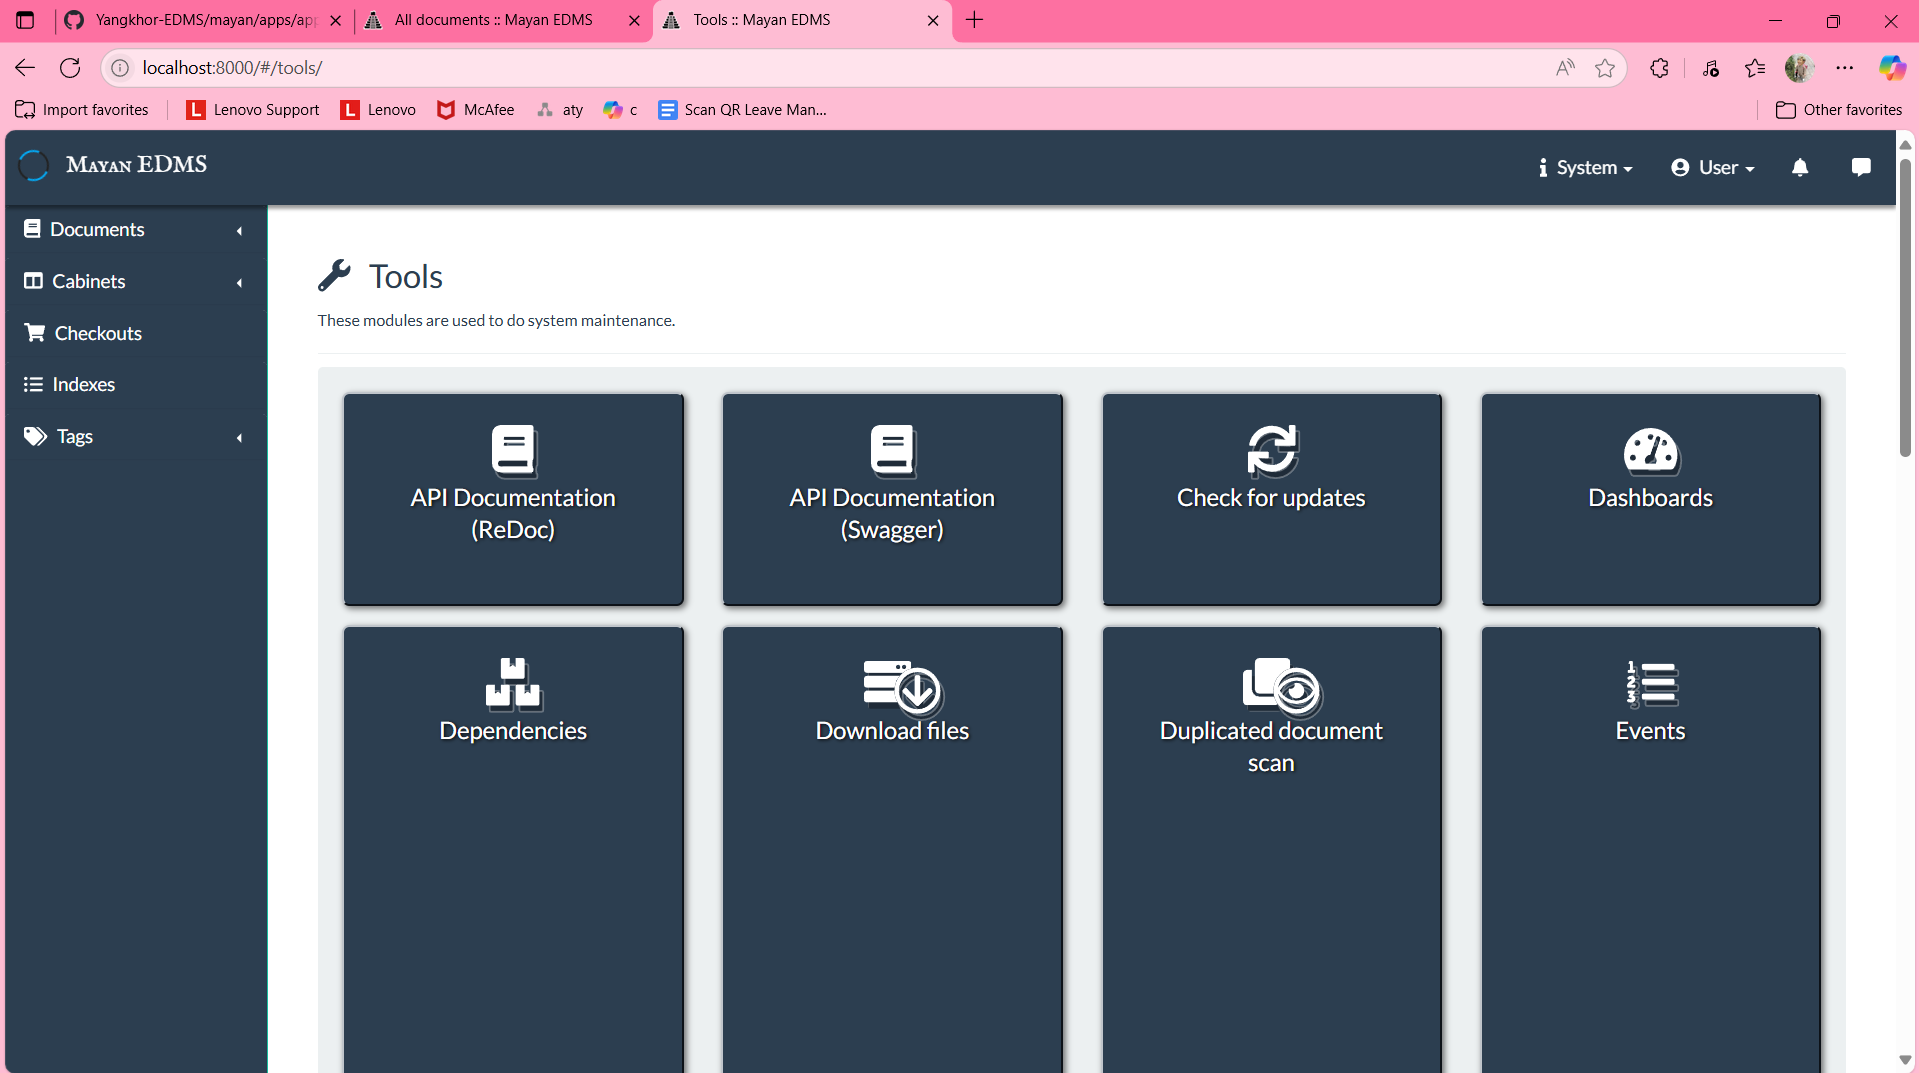 Yangkhor-EDMS/mayan/apps/app
All documents :: Mayan EDMS
Tools :: Mayan EDMS
localhost:8000/#/tools/
Import favorites
Lenovo Support
Lenovo
McAfee
aty
c
Scan QR Leave Man...
Other favorites
Mayan EDMS
System
User
Documents
Cabinets
Checkouts
Indexes
Tags
Tools
These modules are used to do system maintenance.
API Documentation
(ReDoc)
API Documentation
(Swagger)
Check for updates
Dashboards
Dependencies
Download files
Duplicated document
scan
Events